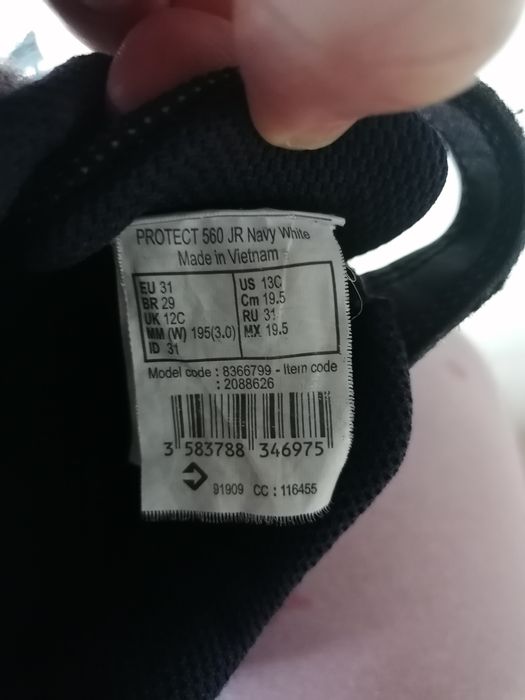 PROTECT 560 JR Navy White
Made in Vietnam
EU 31
BR 29
UK 12C
MM (W) 195(3.0)
ID 31
US 13C
Cm 19.5
RU 31
MX 19.5
Model code : 8366799 - Item code
: 2088626
3 583788 346975
91909 CC : 116455